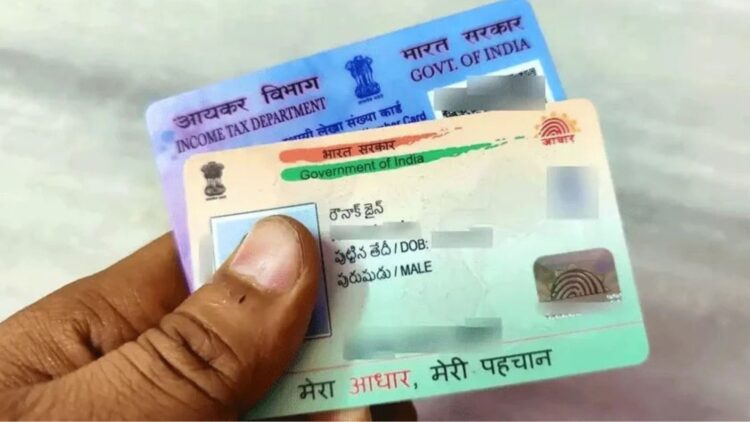 आयकर विभाग
INCOME TAX DEPARTMENT
भारत सरकार
GOVT. OF INDIA
स्थायी लेखा संख्या कार्ड
Card
भारत सरकार
Government of India
आधार
రౌనాక్ జైన్
పుట్టిన తేదీ / DOB:
పురుషుడు / MALE
मेरा आधार, मेरी पहचान